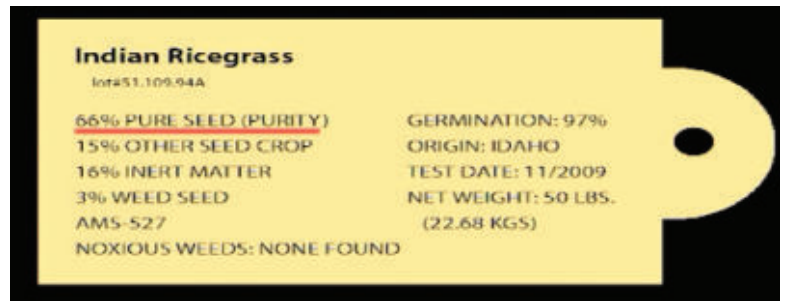 Indian Ricegrass
lot#51.109.94A
66% PURE SEED (PURITY)
15% OTHER SEED CROP
16% INERT MATTER
3% WEED SEED
AMS-527
NOXIOUS WEEDS: NONE FOUND
GERMINATION: 97%
ORIGIN: IDAHO
TEST DATE: 11/2009
NET WEIGHT: 50 LBS.
(22.68 KGS)